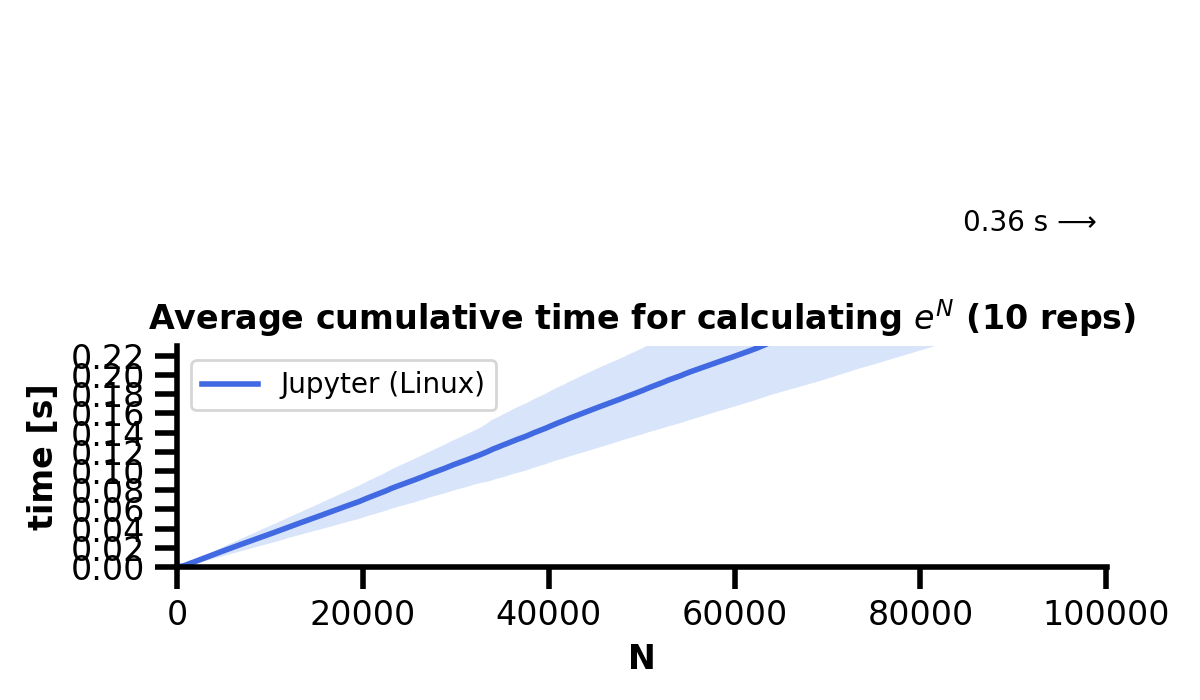 0.36 s ⟶
Average cumulative time for calculating e^N (10 reps)
0.22
0.20
0.18
0.16
0.14
0.12
0.10
0.08
0.06
0.04
0.02
0.00
time [s]
Jupyter (Linux)
0 20000 40000 60000 80000 100000
N